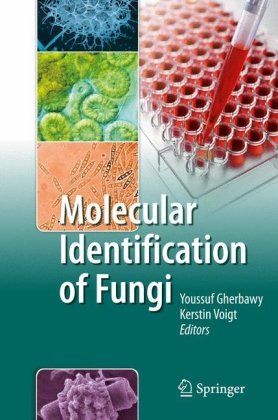 Molecular
Identification
of Fungi
Youssuf Gherbawy
Kerstin Voigt
Editors
Springer